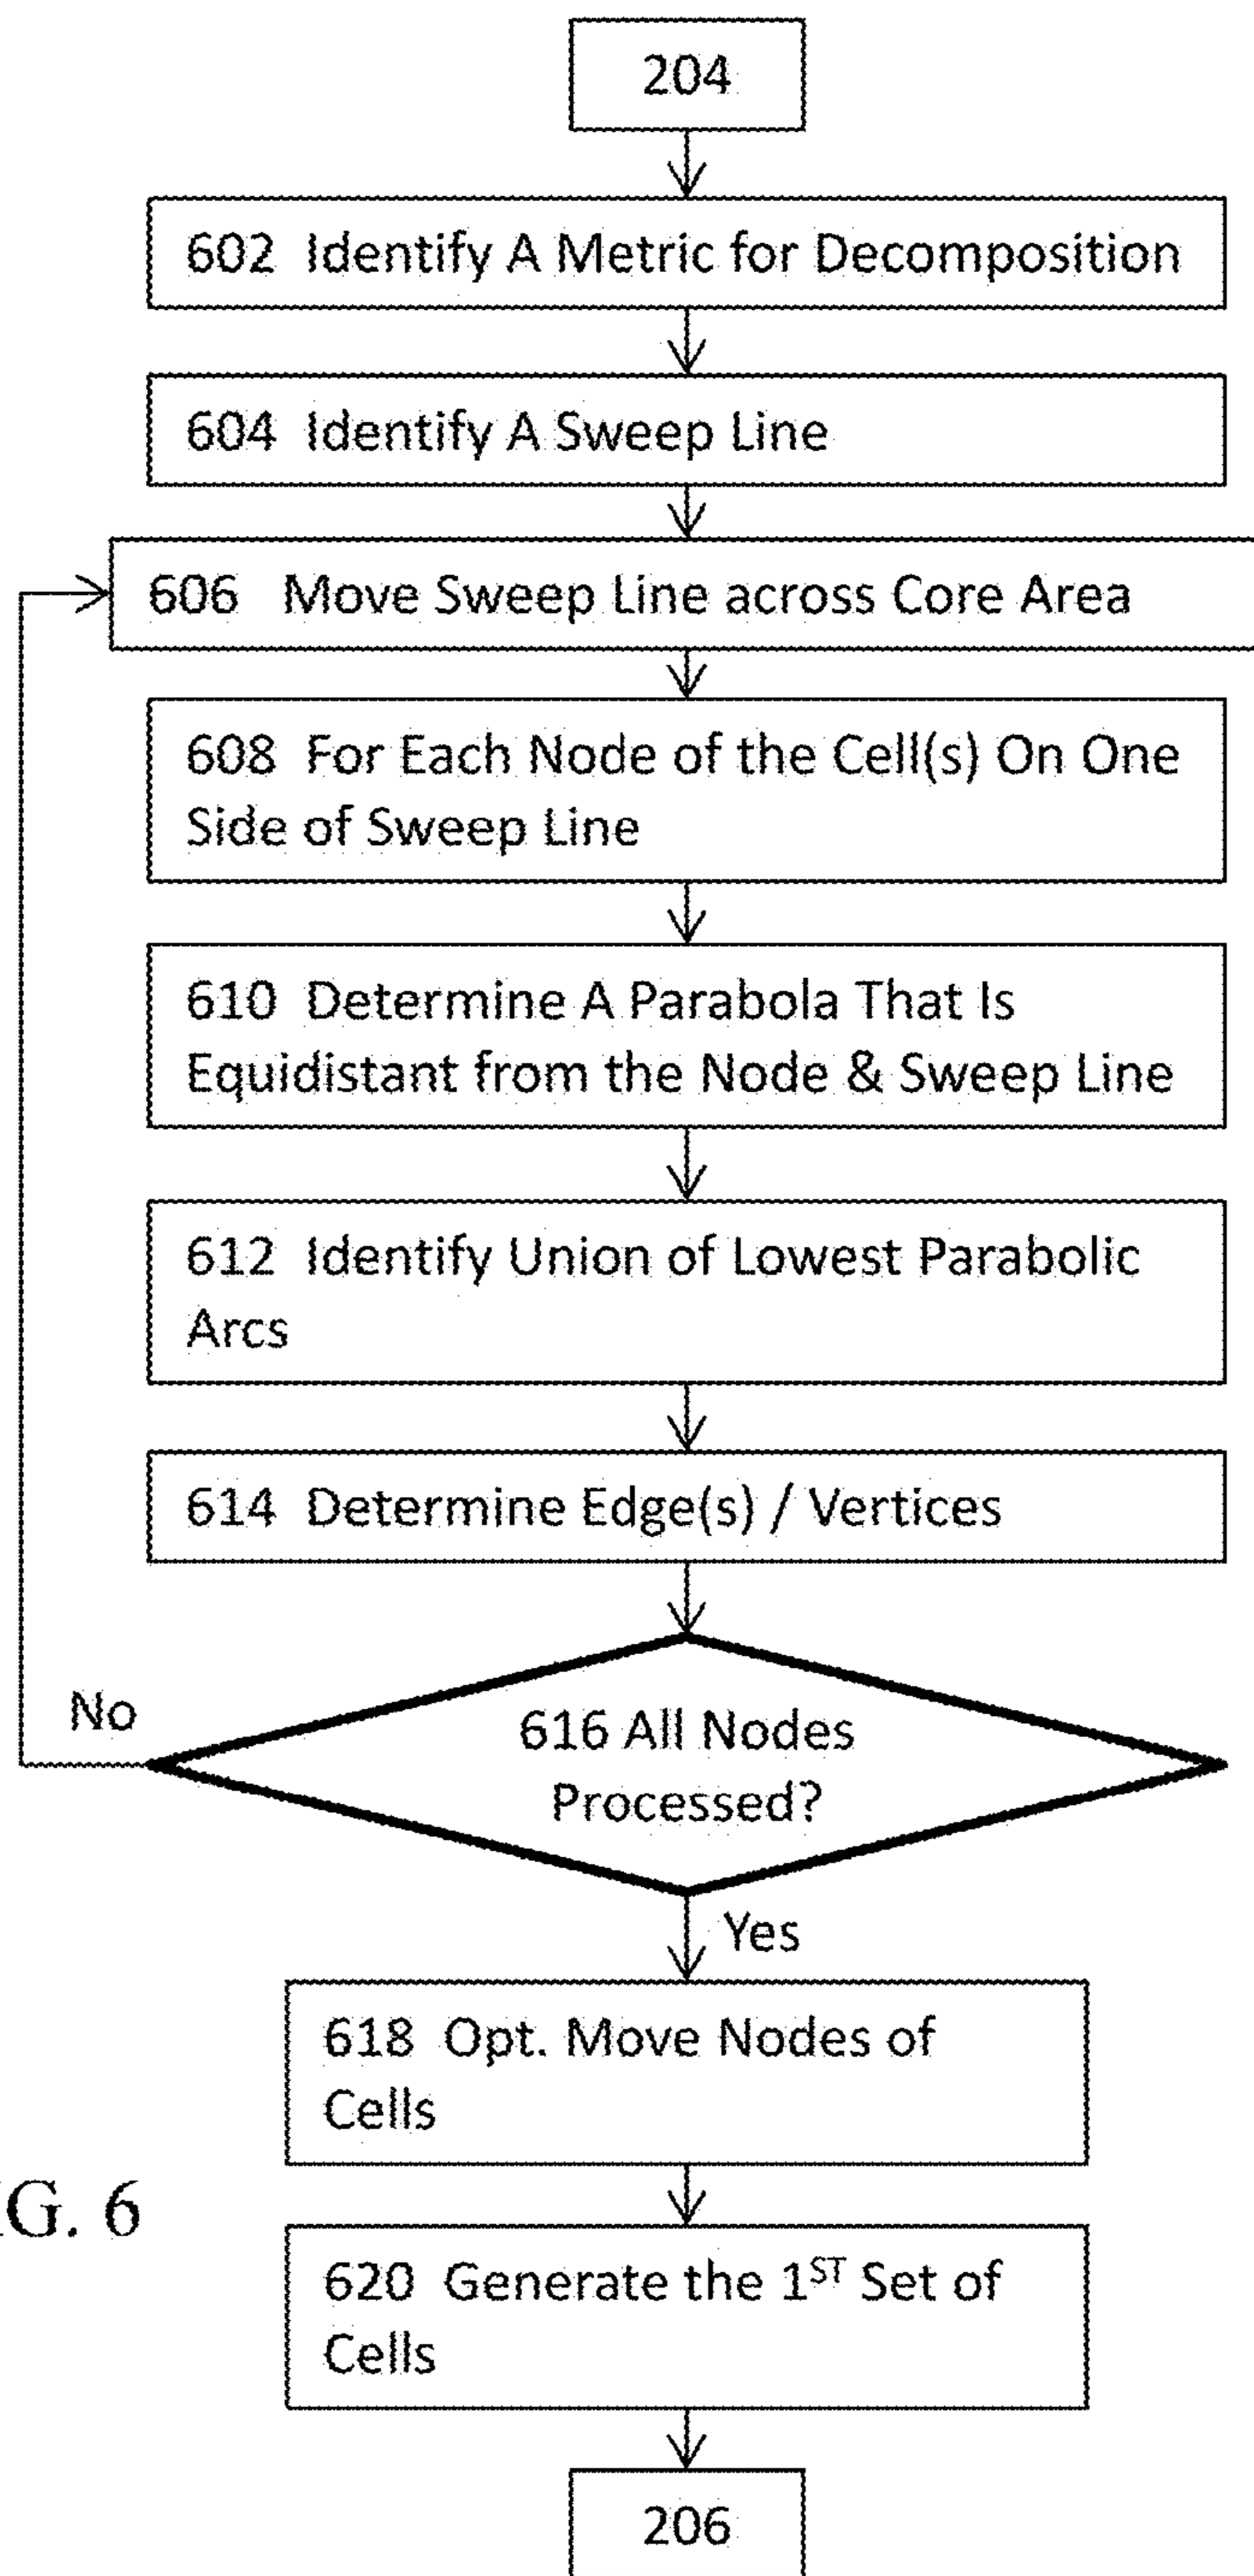 204
602 Identify A Metric for Decomposition
604 Identify A Sweep Line
606 Move Sweep Line across Core Area
608 For Each Node of the Cell(s) On One
Side of Sweep Line
610 Determine A Parabola That Is
Equidistant from the Node & Sweep Line
612 Identify Union of Lowest Parabolic
Arcs
614 Determine Edge(s) / Vertices
No
616 All Nodes
Processed?
Yes
618 Opt. Move Nodes of
Cells
G. 6
620 Generate the 1ST Set of
Cells
206